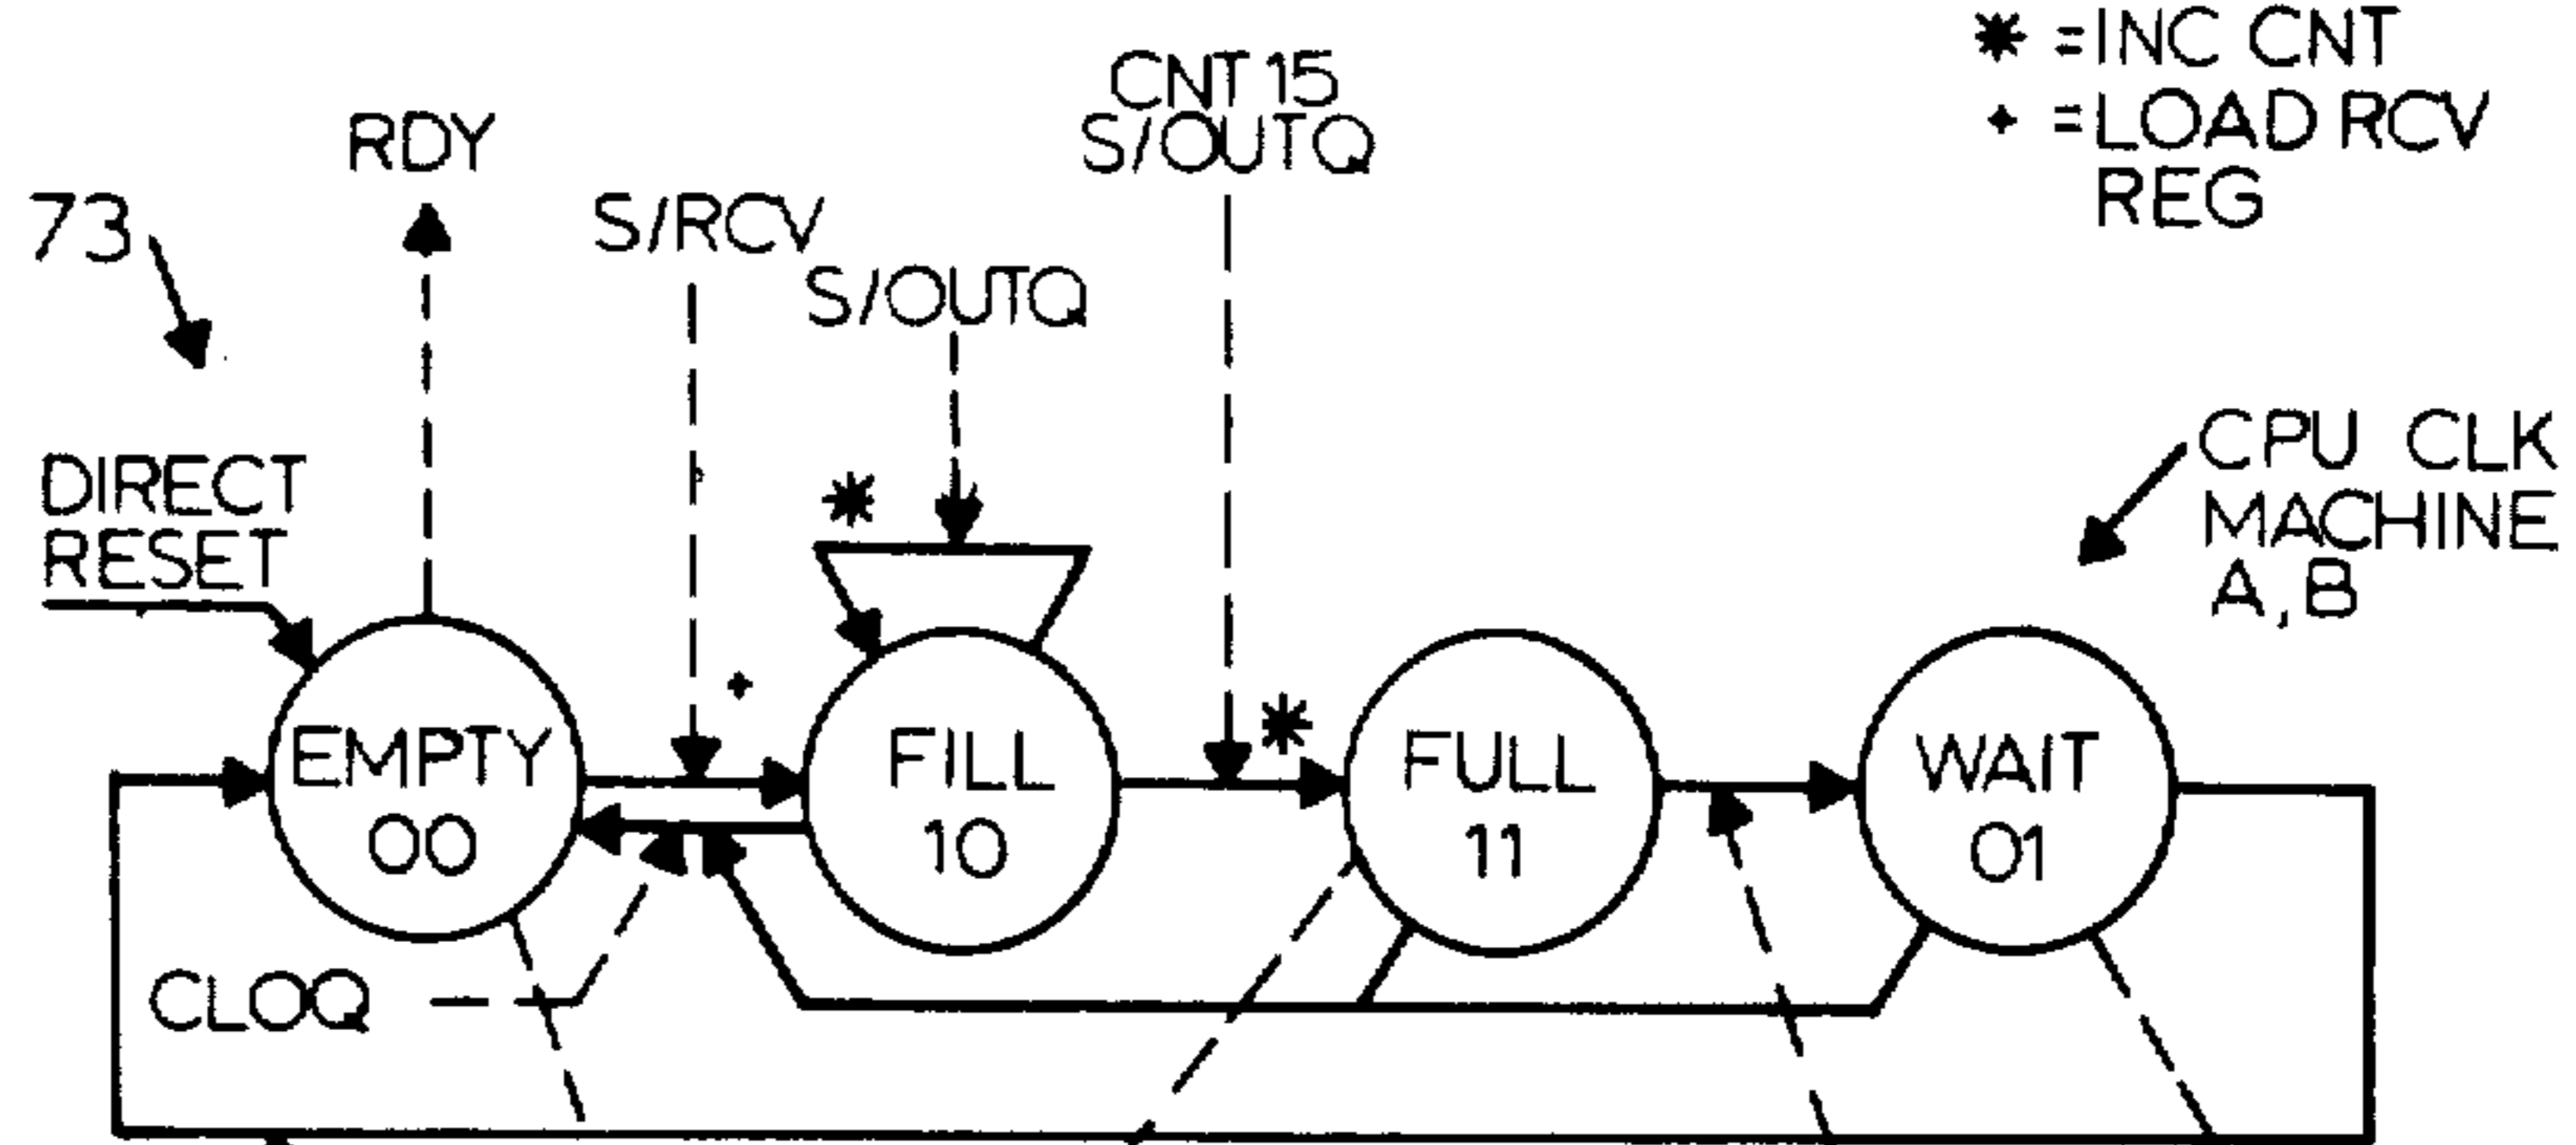 * =INC CNT
+ =LOAD RCV
REG
CNT 15
S/OUTQ
RDY
73
S/RCV
S/OUTQ
*
DIRECT
RESET
CPU CLK
MACHINE
A,B
+
*
EMPTY
00
FILL
10
FULL
11
WAIT
01
CLOQ